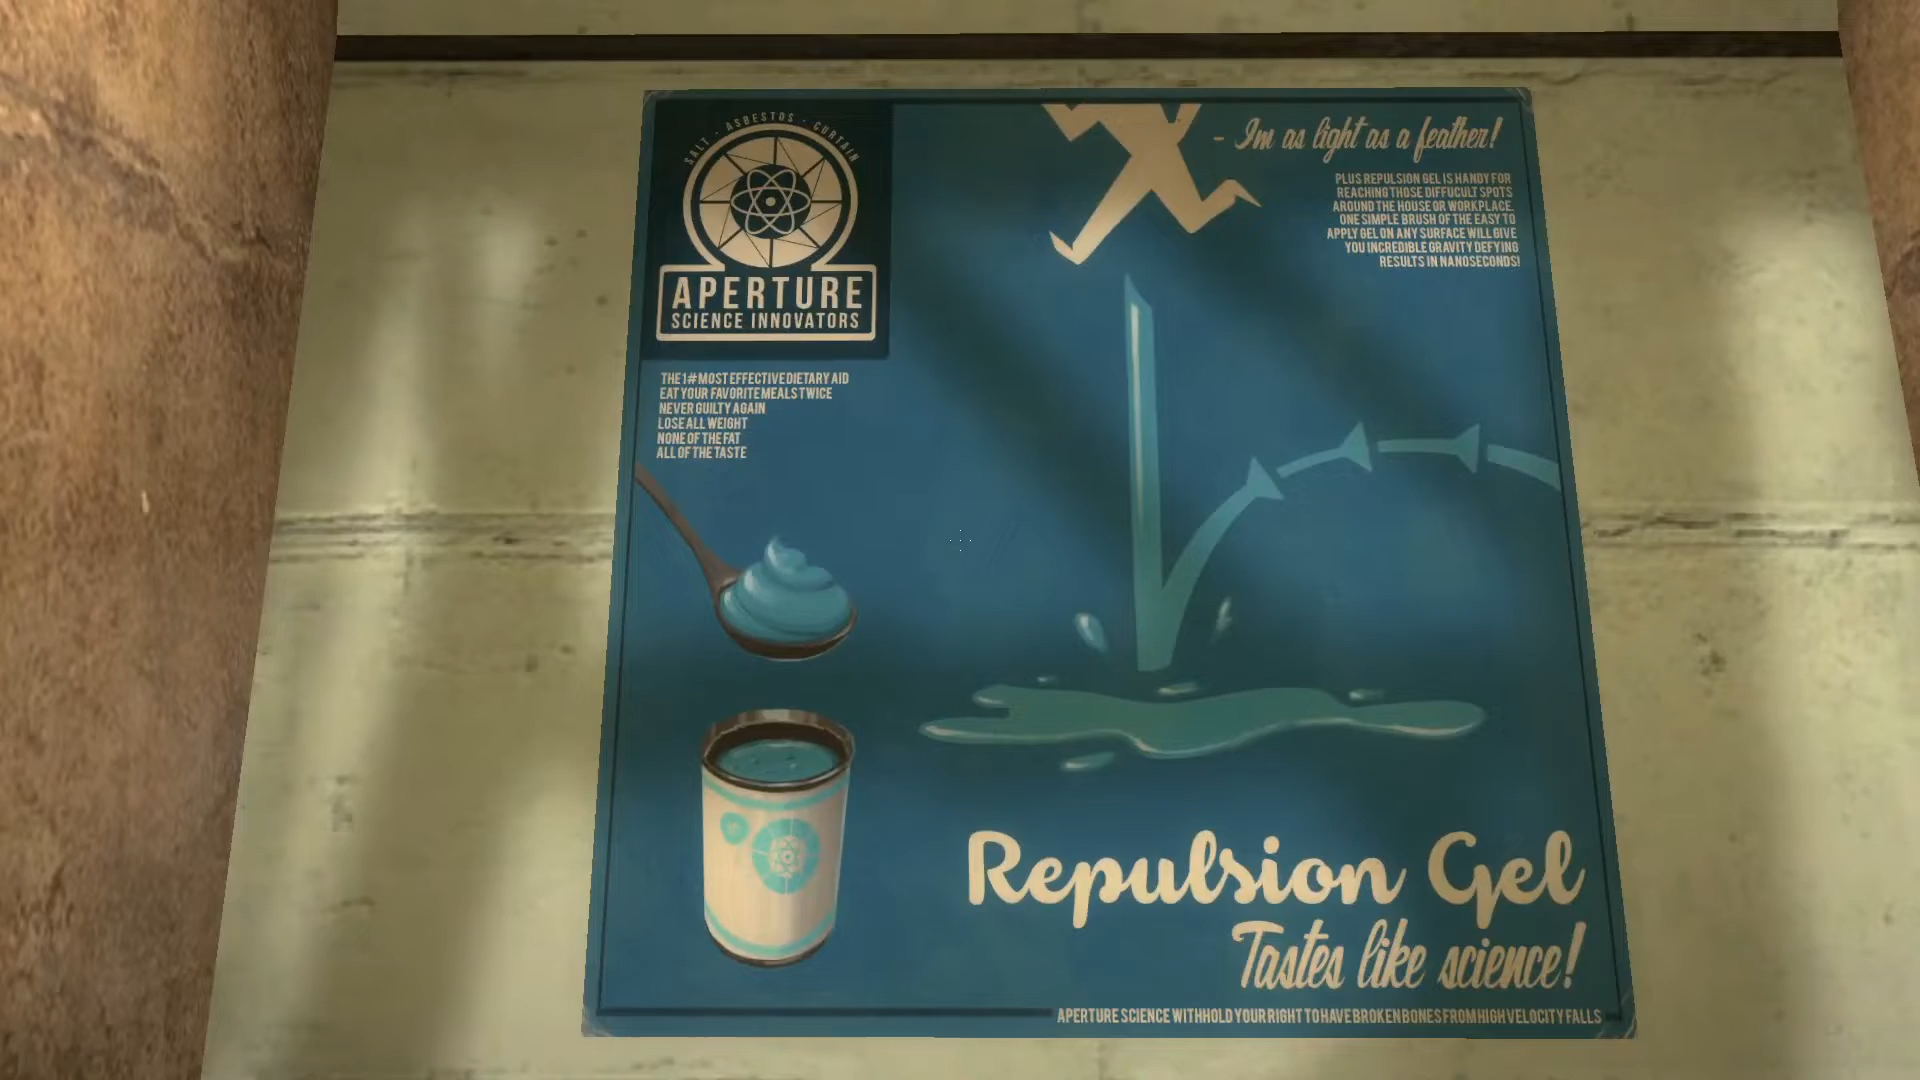 SALT · ASBESTOS · CURTAIN
APERTURE
SCIENCE INNOVATORS
- Im as light as a feather!
PLUS REPULSION GEL IS HANDY FOR
REACHING THOSE DIFFUCULT SPOTS
AROUND THE HOUSE OR WORKPLACE.
ONE SIMPLE BRUSH OF THE EASY TO
APPLY GEL ON ANY SURFACE WILL GIVE
YOU INCREDIBLE GRAVITY DEFYING
RESULTS IN NANOSECONDS!
THE 1# MOST EFFECTIVE DIETARY AID
EAT YOUR FAVORITE MEALS TWICE
NEVER GUILTY AGAIN
LOSE ALL WEIGHT
NONE OF THE FAT
ALL OF THE TASTE
Repulsion Gel
Tastes like science!
APERTURE SCIENCE WITHHOLD YOUR RIGHT TO HAVE BROKEN BONES FROM HIGH VELOCITY FALLS